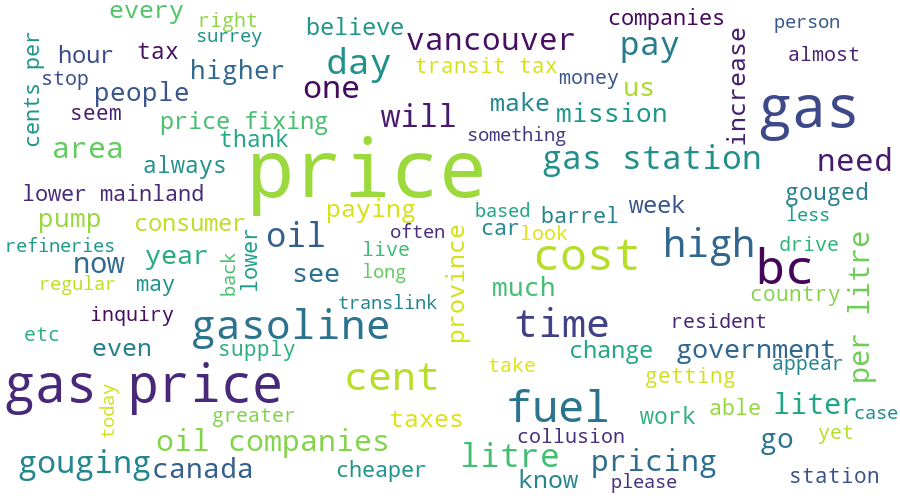 every
right
surrey
believe
companies
person
vancouver
pay
almost
cents per
hour
tax
higher
day
transit tax
increase
stop
people
one
money
us
gas
seem
price fixing
will
make
mission
something
area
thank
always
price
gas station
need
lower mainland
paying
based
barrel
week
gouged
less
pump
consumer
car
often
look
refineries
year
oil
live
cost
high
drive
now
back
lower
see
long
province
bc
per litre
regular
may
translink
much
country
inquiry
gasoline
time
resident
etc
even
supply
change
government
appear
gas price
cent
take
getting
today
greater
taxes
fuel
work
able
liter
case
oil companies
collusion
go
yet
gouging
canada
cheaper
litre
know
pricing
please
station